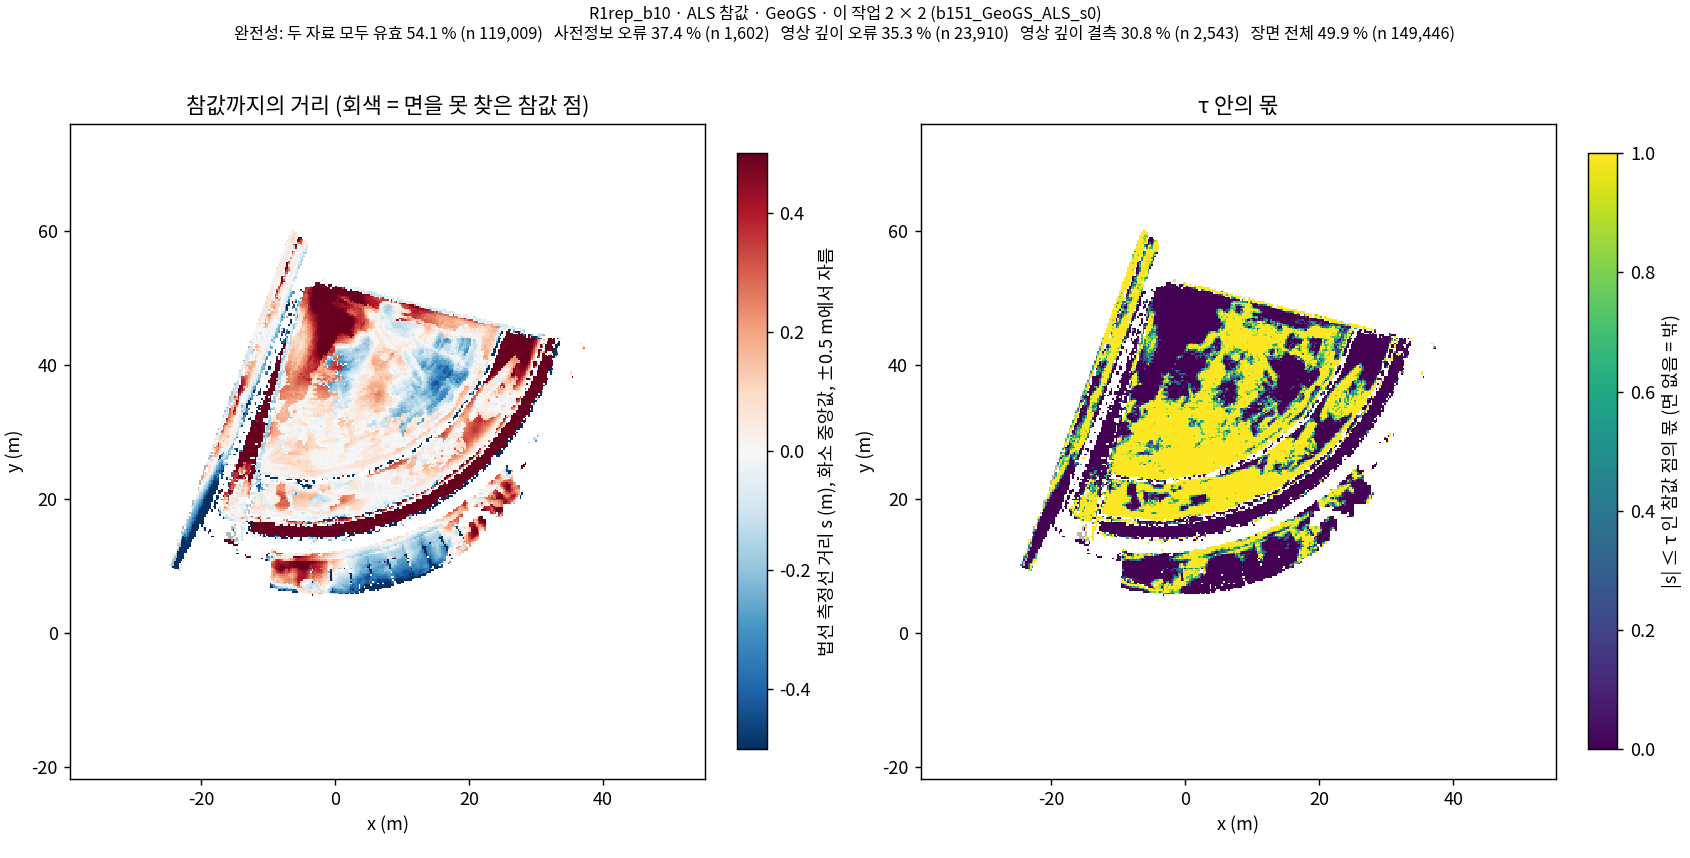 R1rep_b10 · ALS 참값 · GeoGS · 이 작업 2 × 2 (b151_GeoGS_ALS_s0)
완전성: 두 자료 모두 유효 54.1 % (n 119,009)   사전정보 오류 37.4 % (n 1,602)   영상 깊이 오류 35.3 % (n 23,910)   영상 깊이 결측 30.8 % (n 2,543)   장면 전체 49.9 % (n 149,446)
참값까지의 거리 (회색 = 면을 못 찾은 참값 점)
60
40
20
0
-20
-20
0
20
40
x (m)
y (m)
0.4
0.2
0.0
-0.2
-0.4
법선 측정선 거리 s (m), 화소 중앙값, ±0.5 m에서 자름
τ 안의 몫
60
40
20
0
-20
-20
0
20
40
x (m)
y (m)
1.0
0.8
0.6
0.4
0.2
0.0
|s| ≤ τ 인 참값 점의 몫 (면 없음 = 밖)